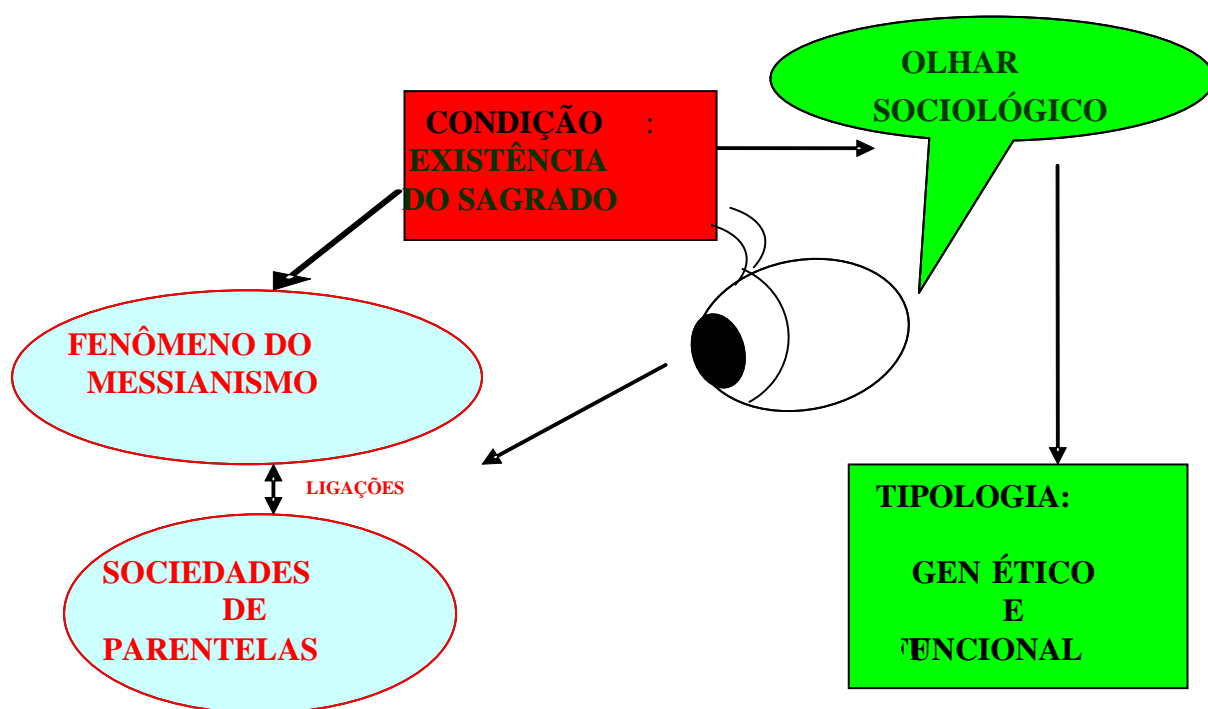 OLHAR
SOCIOLÓGICO
CONDIÇÃO :
EXISTÊNCIA
DO SAGRADO
FENÔMENO DO
MESSIANISMO
LIGAÇÕES
SOCIEDADES
DE
PARENTELAS
TIPOLOGIA:
GEN ÉTICO
E
FUNCIONAL